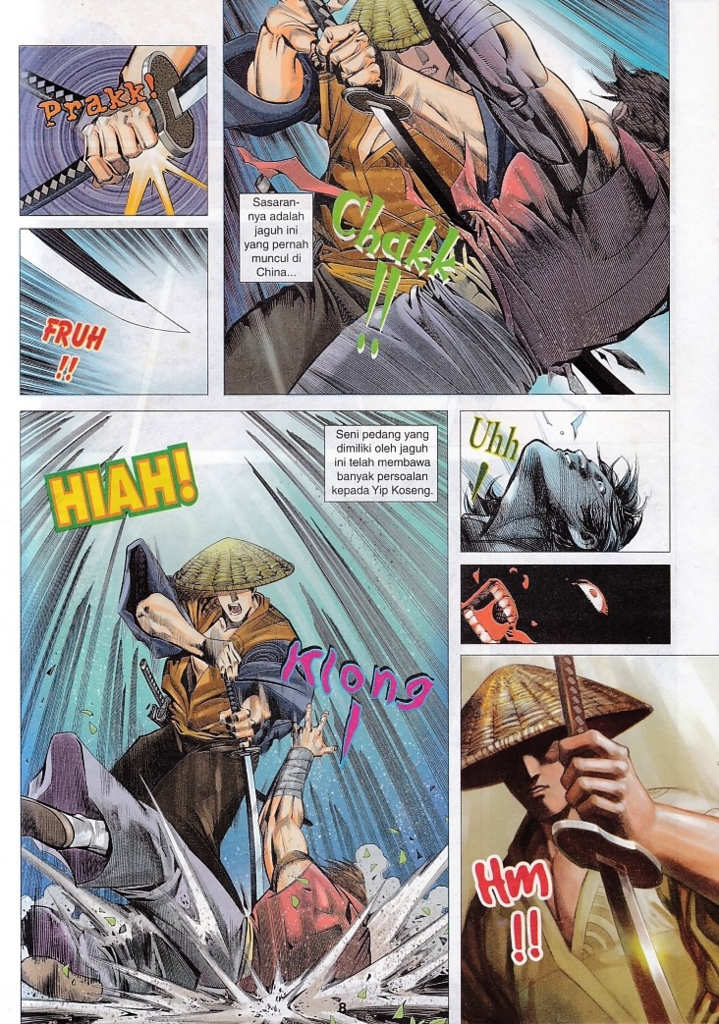 Prakk!
FRUH
!!
Sasaran-
nya adalah
jaguh ini
yang pernah
muncul di
China...
Chakk
!!
HIAH!
Seni pedang yang
dimiliki oleh jaguh
ini telah membawa
banyak persoalan
kepada Yip Koseng.
Klong
!
Uhh
!
Hm
!!
8